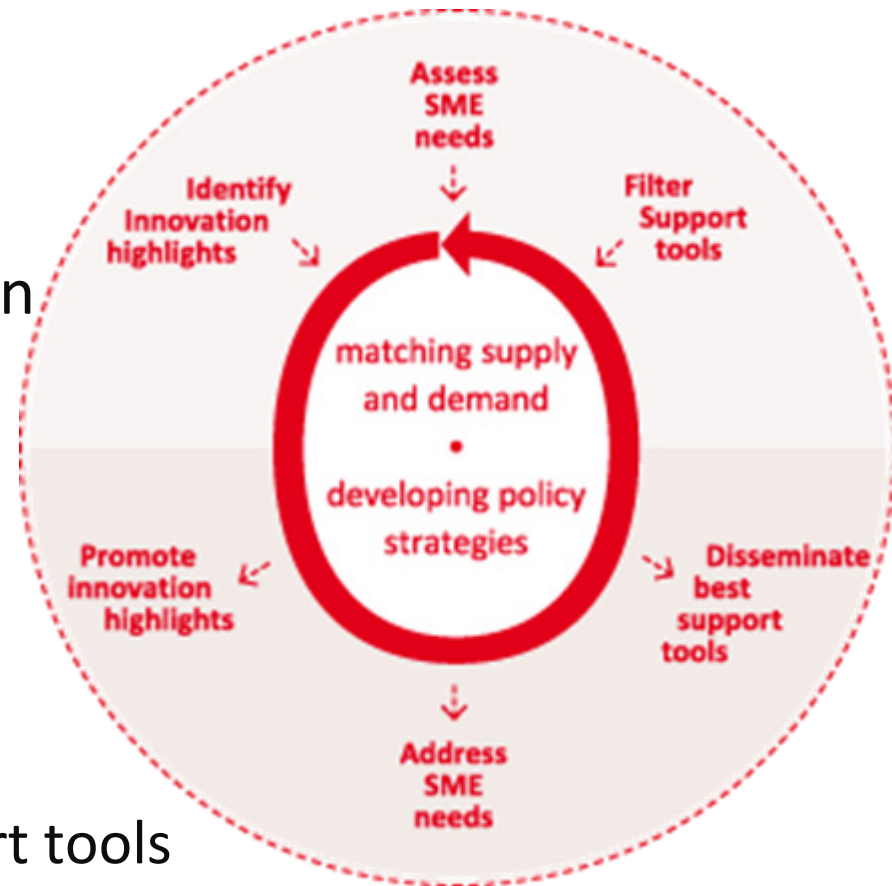 Assess
SME
needs
Identify
Innovation
highlights
Filter
Support
tools
n
matching supply
and demand
•
developing policy
strategies
Promote
innovation
highlights
Disseminate
best
support
tools
Address
SME
needs
rt tools